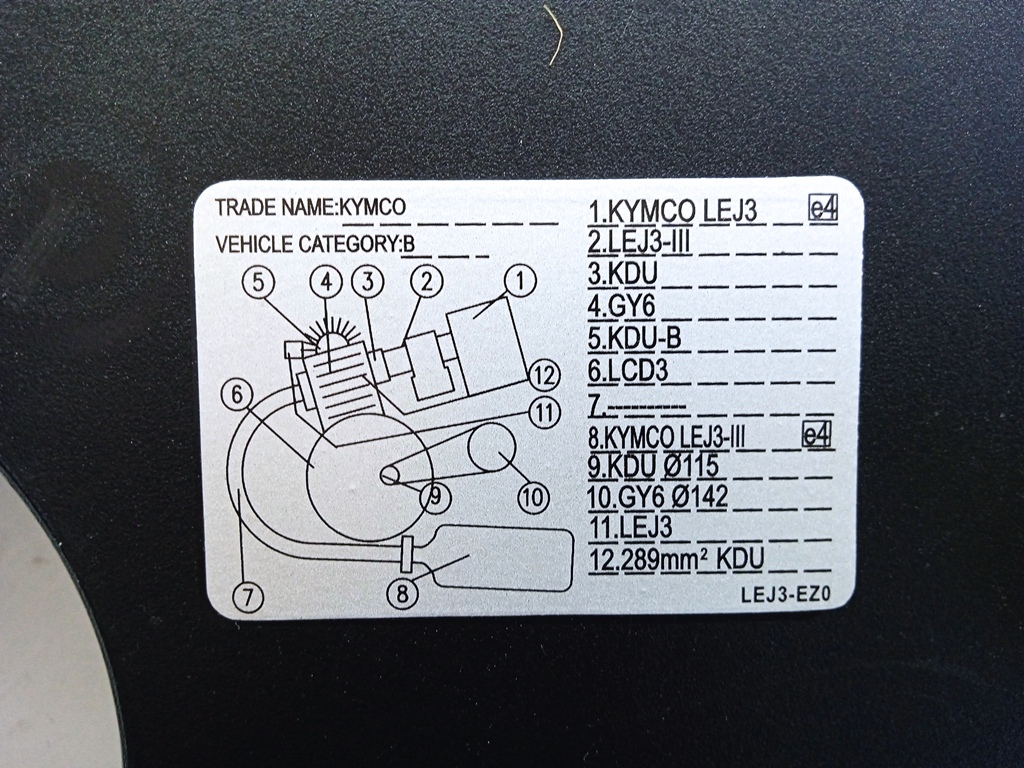 TRADE NAME:KYMCO
VEHICLE CATEGORY:B
5 4 3 2 1
12
6
11
9 10
7 8
1.KYMCO LEJ3 e4
2.LEJ3-III
3.KDU
4.GY6
5.KDU-B
6.LCD3
7.----------
8.KYMCO LEJ3-III e4
9.KDU Ø115
10.GY6 Ø142
11.LEJ3
12.289mm² KDU
LEJ3-EZ0